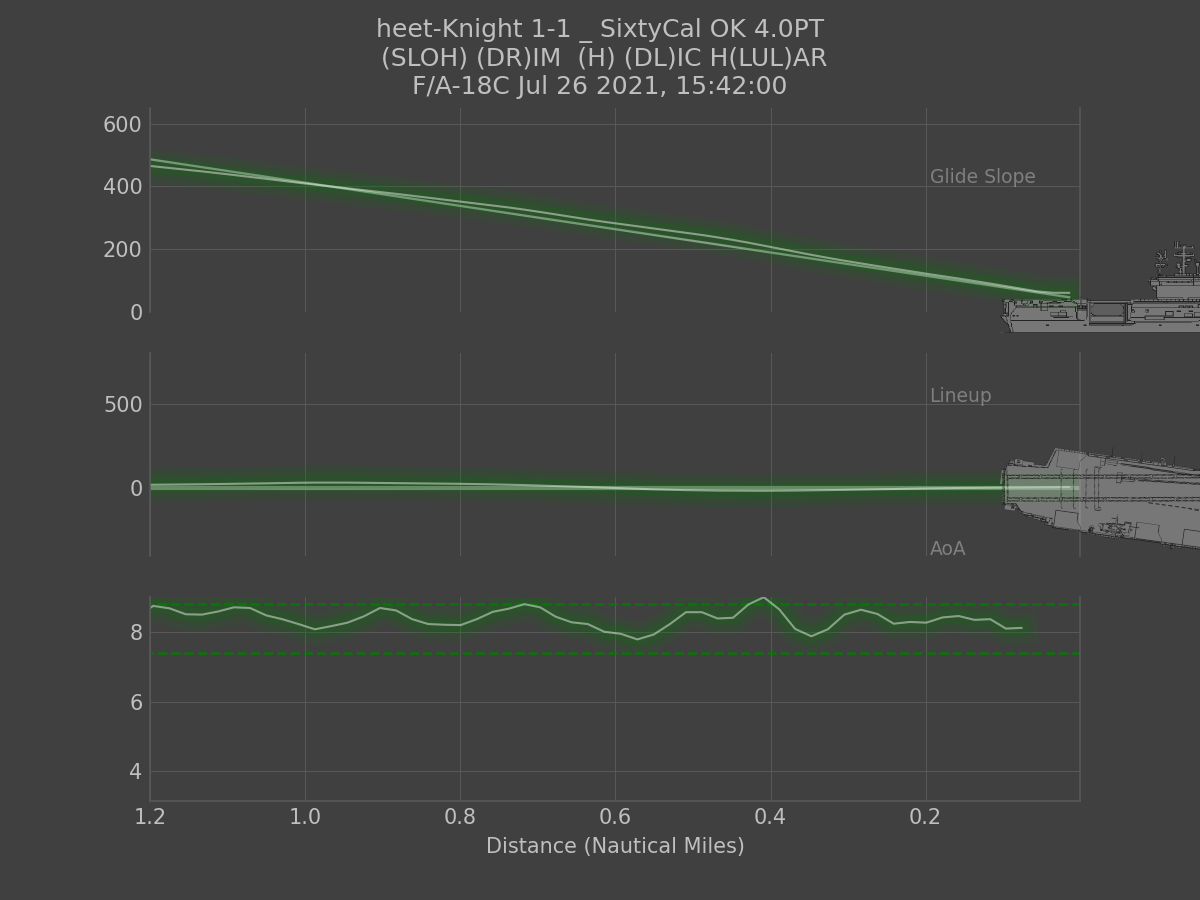 heet-Knight 1-1 _ SixtyCal OK 4.0PT
(SLOH) (DR)IM  (H) (DL)IC H(LUL)AR
F/A-18C Jul 26 2021, 15:42:00
600
400
200
0
Glide Slope
500
0
Lineup
AoA
8
6
4
1.2 1.0 0.8 0.6 0.4 0.2
Distance (Nautical Miles)